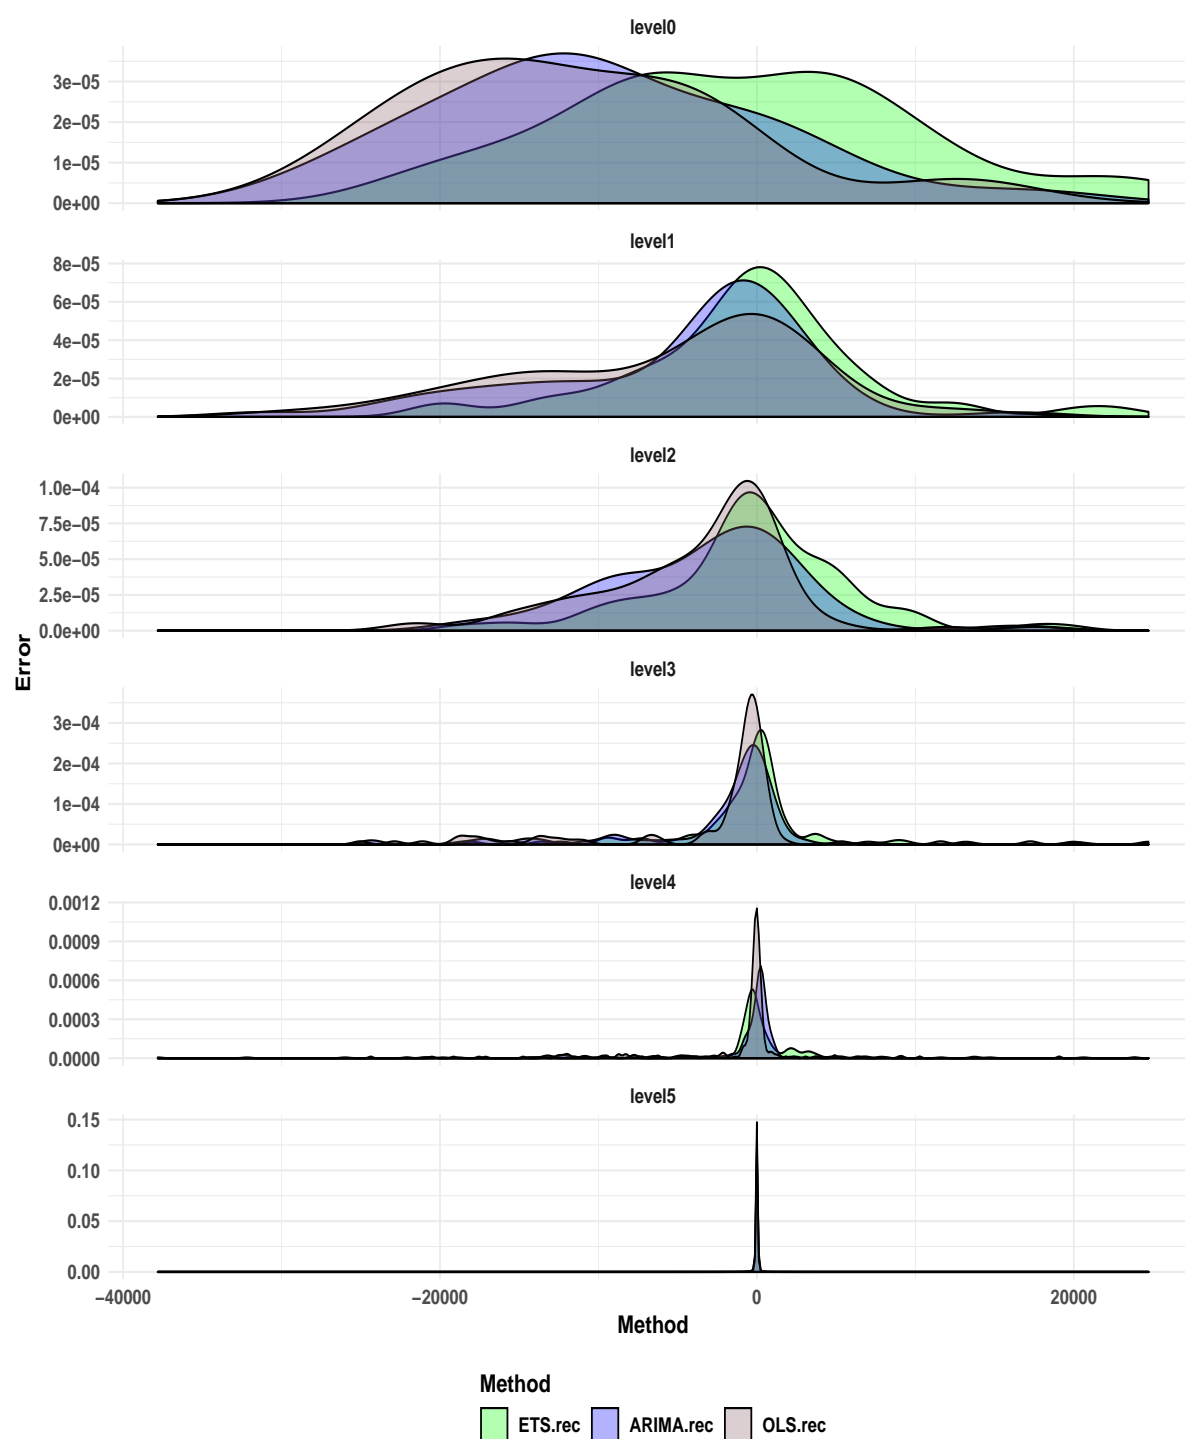 level0
3e−05
2e−05
1e−05
0e+00
level1
8e−05
6e−05
4e−05
2e−05
0e+00
level2
1.0e−04
7.5e−05
5.0e−05
2.5e−05
0.0e+00
Error
level3
3e−04
2e−04
1e−04
0e+00
level4
0.0012
0.0009
0.0006
0.0003
0.0000
level5
0.15
0.10
0.05
0.00
−40000 −20000 0 20000
Method
Method
ETS.rec ARIMA.rec OLS.rec